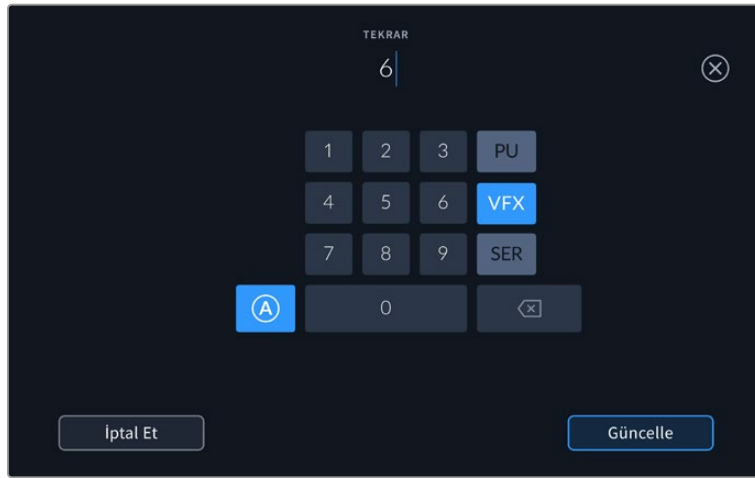 TEKRAR
6
1 2 3 PU
4 5 6 VFX
7 8 9 SER
A 0
İptal Et Güncelle